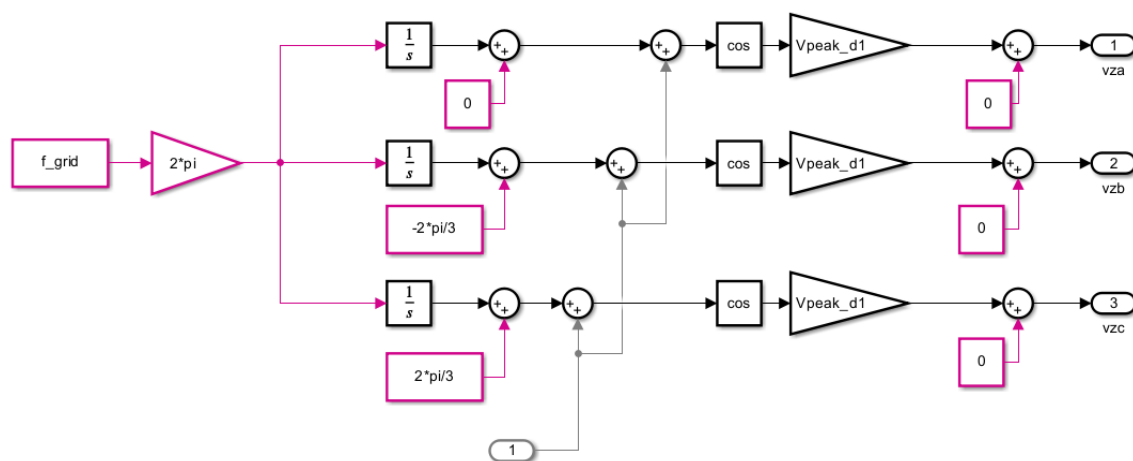 1
s
cos
Vpeak_d1
1
vza
0
0
f_grid
2*pi
1
s
cos
Vpeak_d1
2
vzb
-2*pi/3
0
1
s
cos
Vpeak_d1
3
vzc
2*pi/3
0
1